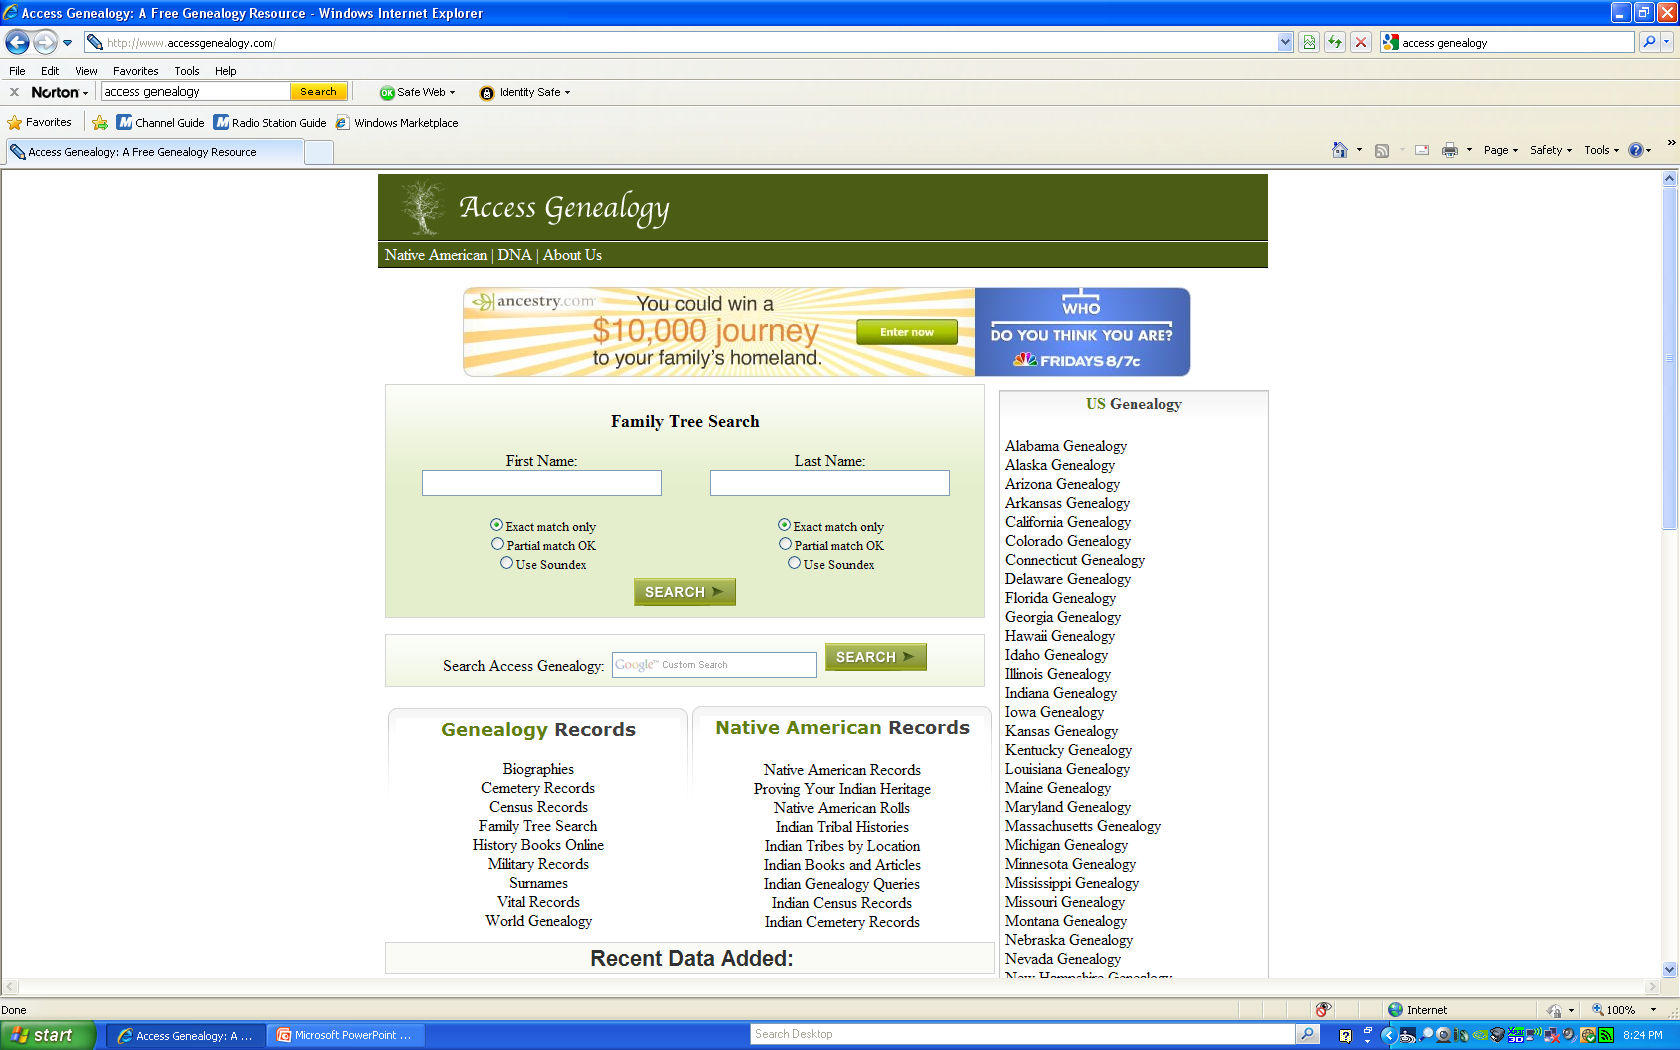 Access Genealogy: A Free Genealogy Resource - Windows Internet Explorer
http://www.accessgenealogy.com/
access genealogy
File Edit View Favorites Tools Help
x Norton access genealogy Search OK Safe Web Identity Safe
Favorites Channel Guide Radio Station Guide Windows Marketplace
Access Genealogy: A Free Genealogy Resource
Page Safety Tools
Access Genealogy
Native American | DNA | About Us
ancestry.com
You could win a
$10,000 journey
to your family's homeland.
Enter now
WHO
DO YOU THINK YOU ARE?
FRIDAYS 8/7c
Family Tree Search
First Name:
Last Name:
Exact match only
Partial match OK
Use Soundex
Exact match only
Partial match OK
Use Soundex
SEARCH
Search Access Genealogy: Google™ Custom Search SEARCH
Genealogy Records
Biographies
Cemetery Records
Census Records
Family Tree Search
History Books Online
Military Records
Surnames
Vital Records
World Genealogy
Native American Records
Native American Records
Proving Your Indian Heritage
Native American Rolls
Indian Tribal Histories
Indian Tribes by Location
Indian Books and Articles
Indian Genealogy Queries
Indian Census Records
Indian Cemetery Records
Recent Data Added:
US Genealogy
Alabama Genealogy
Alaska Genealogy
Arizona Genealogy
Arkansas Genealogy
California Genealogy
Colorado Genealogy
Connecticut Genealogy
Delaware Genealogy
Florida Genealogy
Georgia Genealogy
Hawaii Genealogy
Idaho Genealogy
Illinois Genealogy
Indiana Genealogy
Iowa Genealogy
Kansas Genealogy
Kentucky Genealogy
Louisiana Genealogy
Maine Genealogy
Maryland Genealogy
Massachusetts Genealogy
Michigan Genealogy
Minnesota Genealogy
Mississippi Genealogy
Missouri Genealogy
Montana Genealogy
Nebraska Genealogy
Nevada Genealogy
New Hampshire Genealogy
Done
Internet
100%
start
Access Genealogy: A ...
Microsoft PowerPoint ...
Search Desktop
8:24 PM